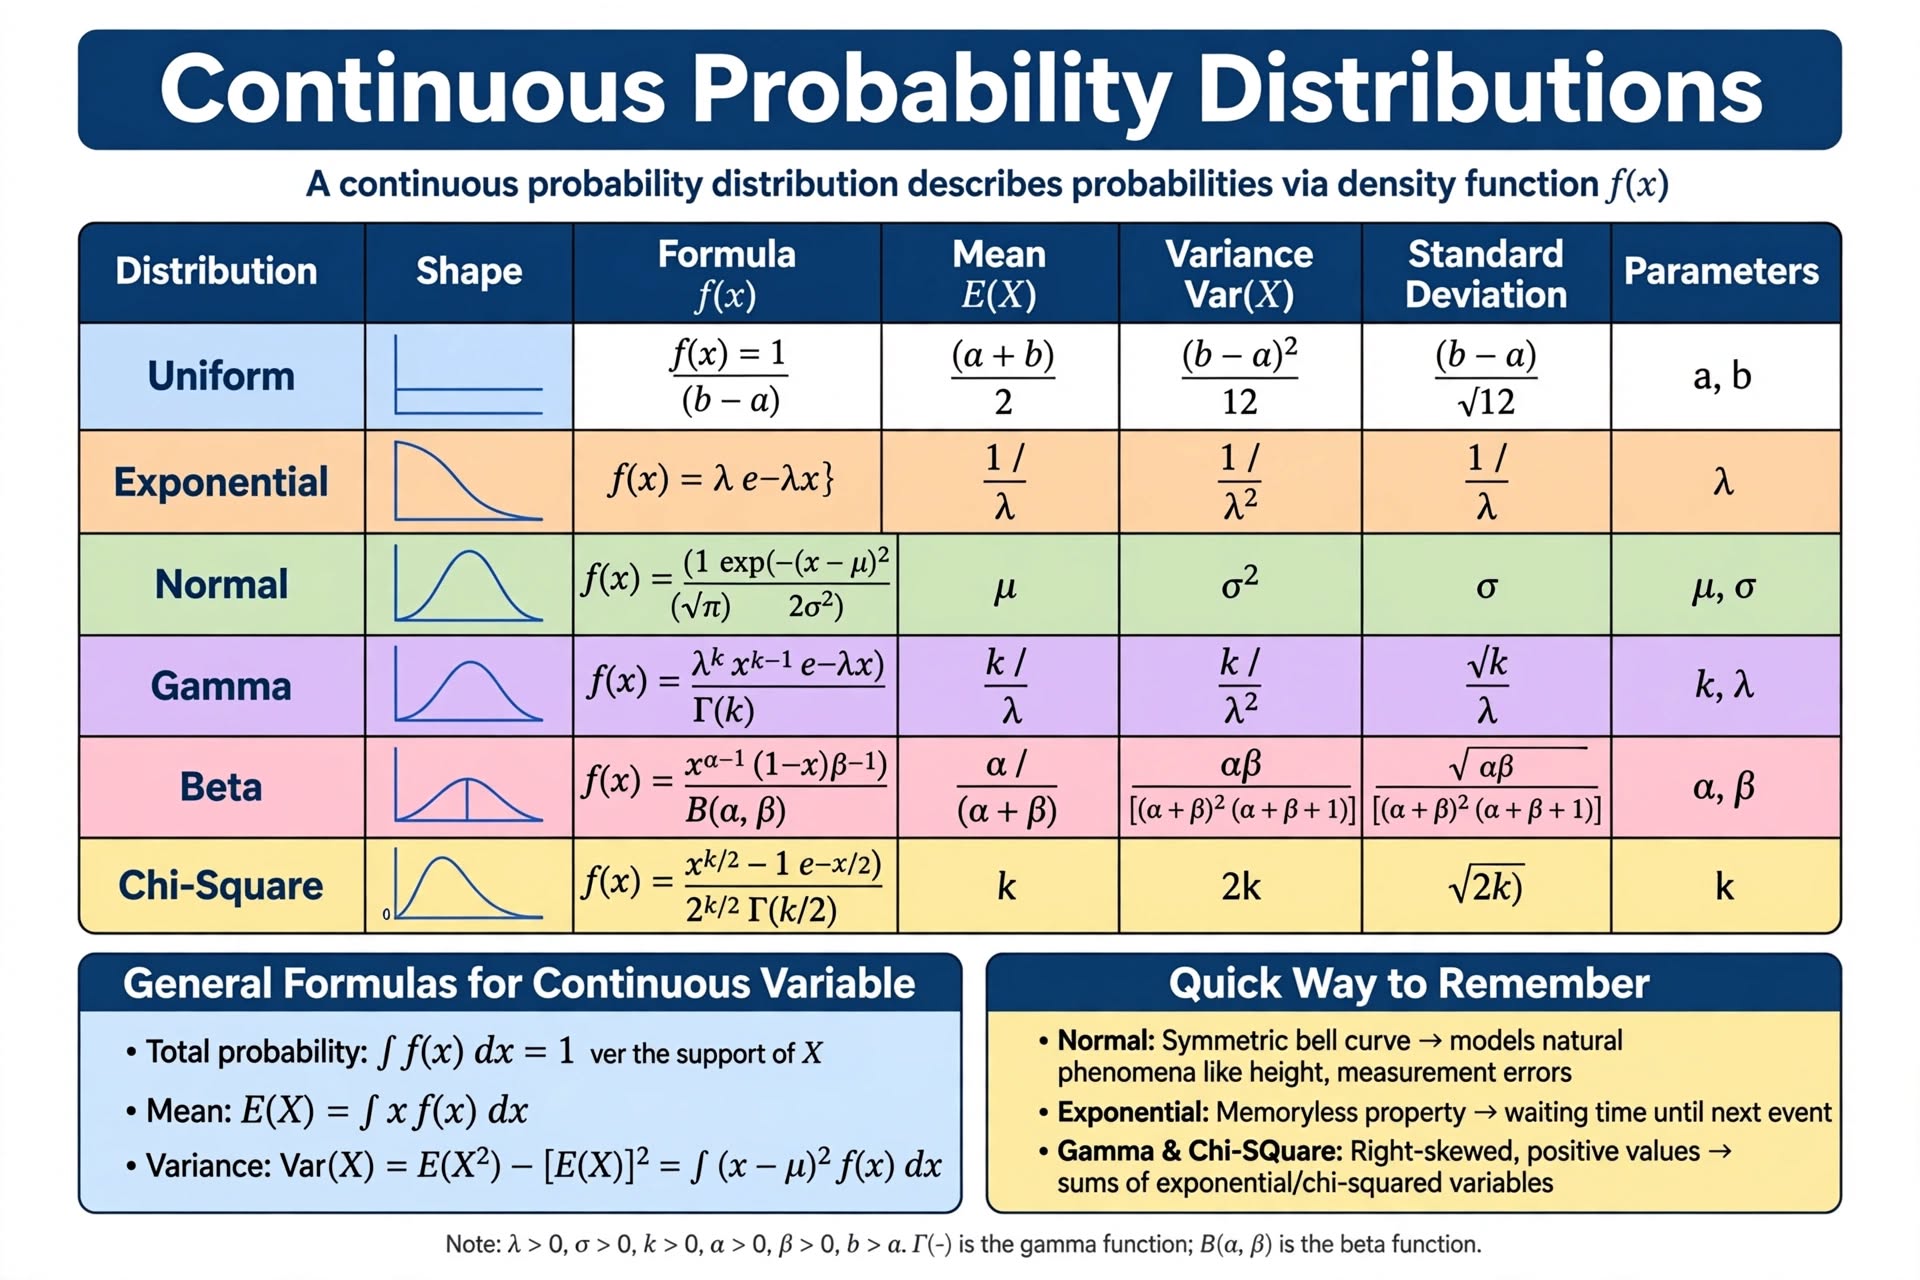 Continuous Probability Distributions
A continuous probability distribution describes probabilities via density function f(x)
Distribution
Shape
Formula
f(x)
Mean
E(X)
Variance
Var(X)
Standard
Deviation
Parameters
Uniform
f(x) = 1
(b – a)
(a + b)
2
(b – a)²
12
(b – a)
√12
a, b
Exponential
f(x) = λ e–λx}
1 /
λ
1 /
λ²
1 /
λ
λ
Normal
f(x) = (1 exp(–(x – μ)²
(√π) 2σ²)
μ
σ²
σ
μ, σ
Gamma
f(x) = λᵏ xᵏ⁻¹ e–λx)
Γ(k)
k /
λ
k /
λ²
√k
λ
k, λ
Beta
f(x) = x^α–1 (1–x)β–1)
B(α, β)
α /
(α + β)
αβ
[(α + β)² (α + β + 1)]
√ αβ
[(α + β)² (α + β + 1)]
α, β
Chi-Square
0
f(x) = x^k/2 – 1 e–x/2)
2^k/2 Γ(k/2)
k
2k
√2k)
k
General Formulas for Continuous Variable
• Total probability: ∫ f(x) dx = 1 ver the support of X
• Mean: E(X) = ∫ x f(x) dx
• Variance: Var(X) = E(X²) – [E(X)]² = ∫ (x – μ)² f(x) dx
Quick Way to Remember
• Normal: Symmetric bell curve → models natural
phenomena like height, measurement errors
• Exponential: Memoryless property → waiting time until next event
• Gamma & Chi-SQuare: Right-skewed, positive values →
sums of exponential/chi-squared variables
Note: λ > 0, σ > 0, k > 0, α > 0, β > 0, b > a. Γ(-) is the gamma function; B(α, β) is the beta function.